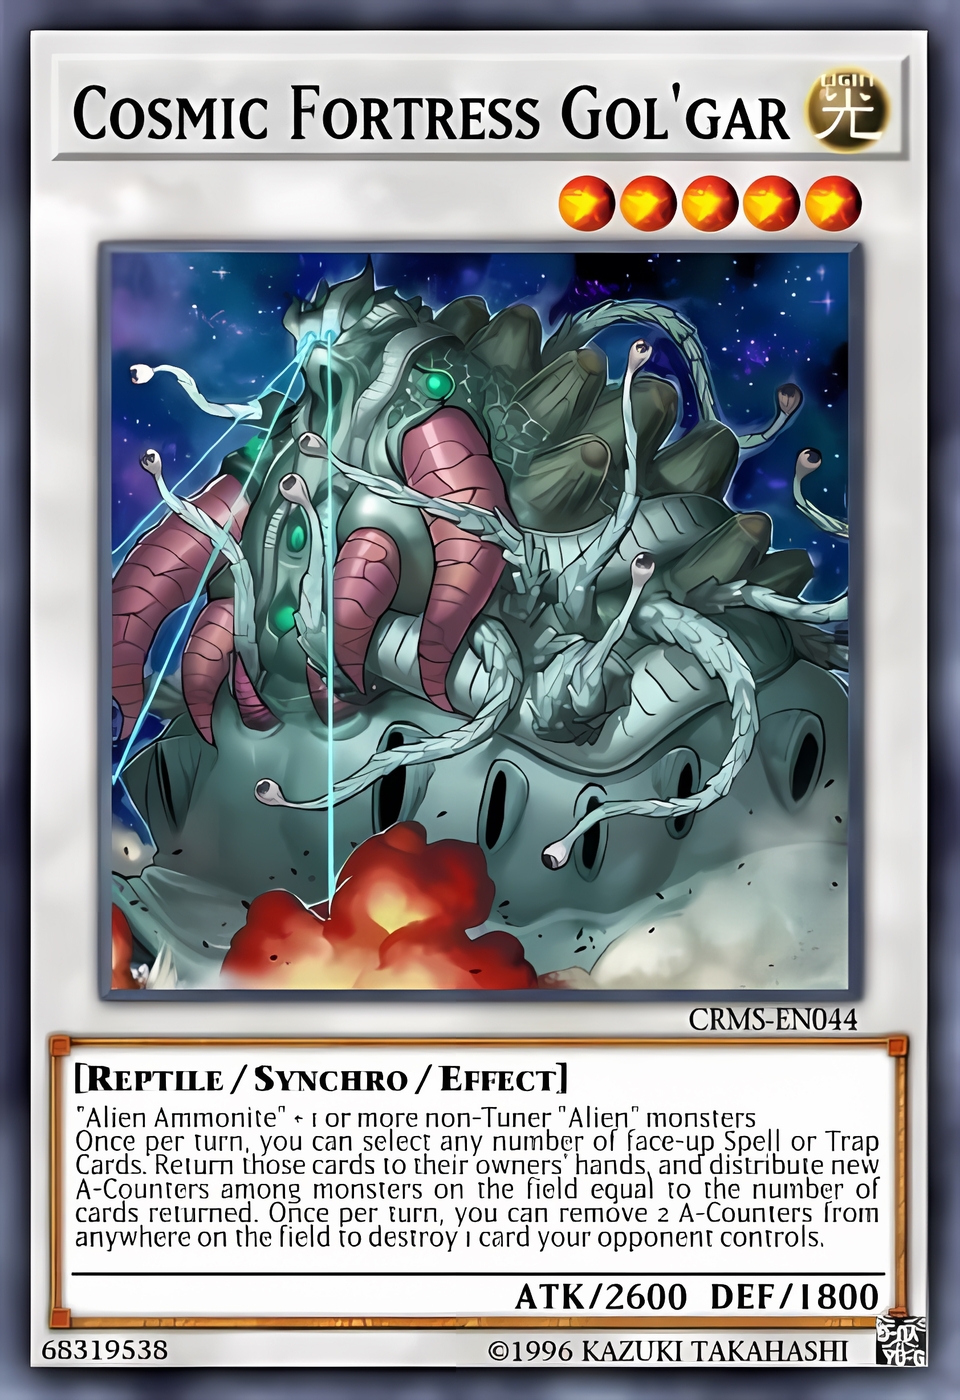 COSMIC FORTRESS GOL'GAR
光
CRMS-EN044
[REPTILE / SYNCHRO / EFFECT]
"Alien Ammonite" + 1 or more non-Tuner "Alien" monsters
Once per turn, you can select any number of face-up Spell or Trap
Cards. Return those cards to their owners' hands, and distribute new
A-Counters among monsters on the field equal to the number of
cards returned. Once per turn, you can remove 2 A-Counters from
anywhere on the field to destroy 1 card your opponent controls.
ATK/2600 DEF/1800
68319538
©1996 KAZUKI TAKAHASHI